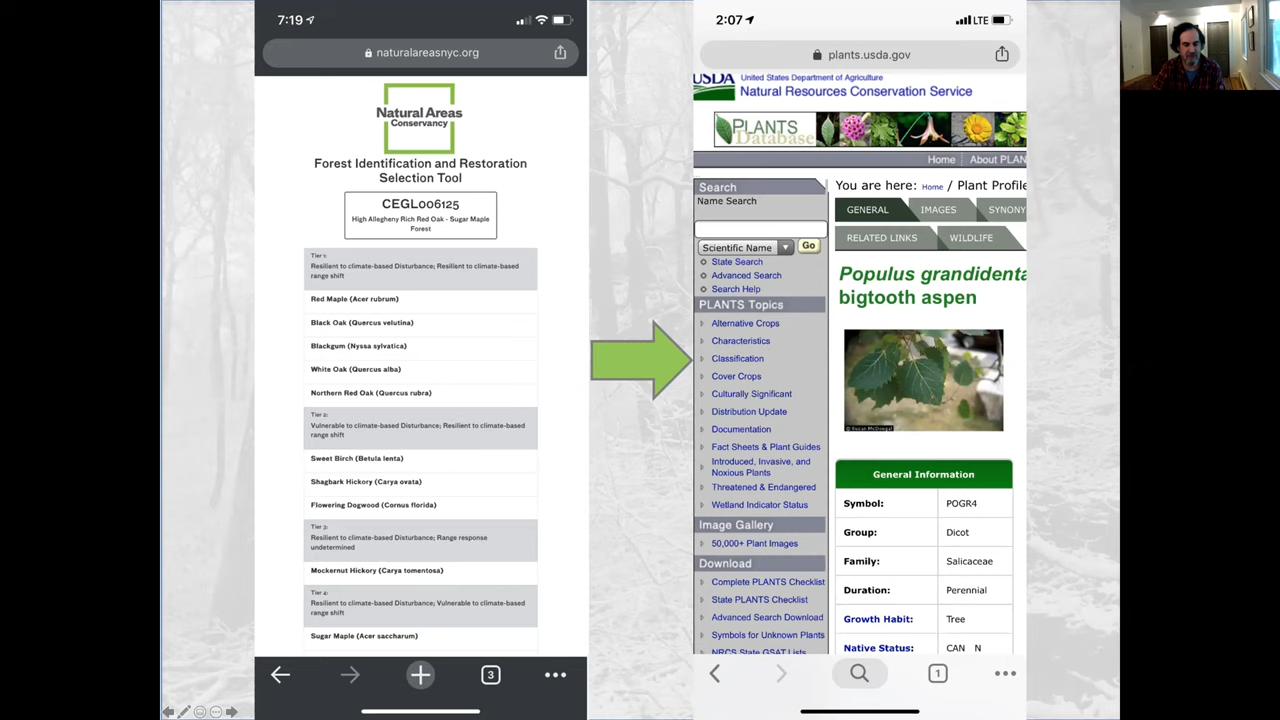 7:19
naturalareasnyc.org
Natural Areas
Conservancy
Forest Identification and Restoration
Selection Tool
CEGL006125
High Allegheny Rich Red Oak - Sugar Maple
Forest
Tier 1:
Resilient to climate-based Disturbance; Resilient to climate-based
range shift
Red Maple (Acer rubrum)
Black Oak (Quercus velutina)
Blackgum (Nyssa sylvatica)
White Oak (Quercus alba)
Northern Red Oak (Quercus rubra)
Tier 2:
Vulnerable to climate-based Disturbance; Resilient to climate-based
range shift
Sweet Birch (Betula lenta)
Shagbark Hickory (Carya ovata)
Flowering Dogwood (Cornus florida)
Tier 3:
Resilient to climate-based Disturbance; Range response
undetermined
Mockernut Hickory (Carya tomentosa)
Tier 4:
Resilient to climate-based Disturbance; Vulnerable to climate-based
range shift
Sugar Maple (Acer saccharum)
3
2:07
LTE
plants.usda.gov
USDA
United States Department of Agriculture
Natural Resources Conservation Service
PLANTS
Database
Home About PLAN
Search
Name Search
Scientific Name Go
State Search
Advanced Search
Search Help
PLANTS Topics
Alternative Crops
Characteristics
Classification
Cover Crops
Culturally Significant
Distribution Update
Documentation
Fact Sheets & Plant Guides
Introduced, Invasive, and
Noxious Plants
Threatened & Endangered
Wetland Indicator Status
Image Gallery
50,000+ Plant Images
Download
Complete PLANTS Checklist
State PLANTS Checklist
Advanced Search Download
Symbols for Unknown Plants
NRCS State GSAT Lists
You are here: Home / Plant Profile
GENERAL IMAGES SYNONY
RELATED LINKS WILDLIFE
Populus grandidenta
bigtooth aspen
General Information
Symbol: POGR4
Group: Dicot
Family: Salicaceae
Duration: Perennial
Growth Habit: Tree
Native Status: CAN N
1